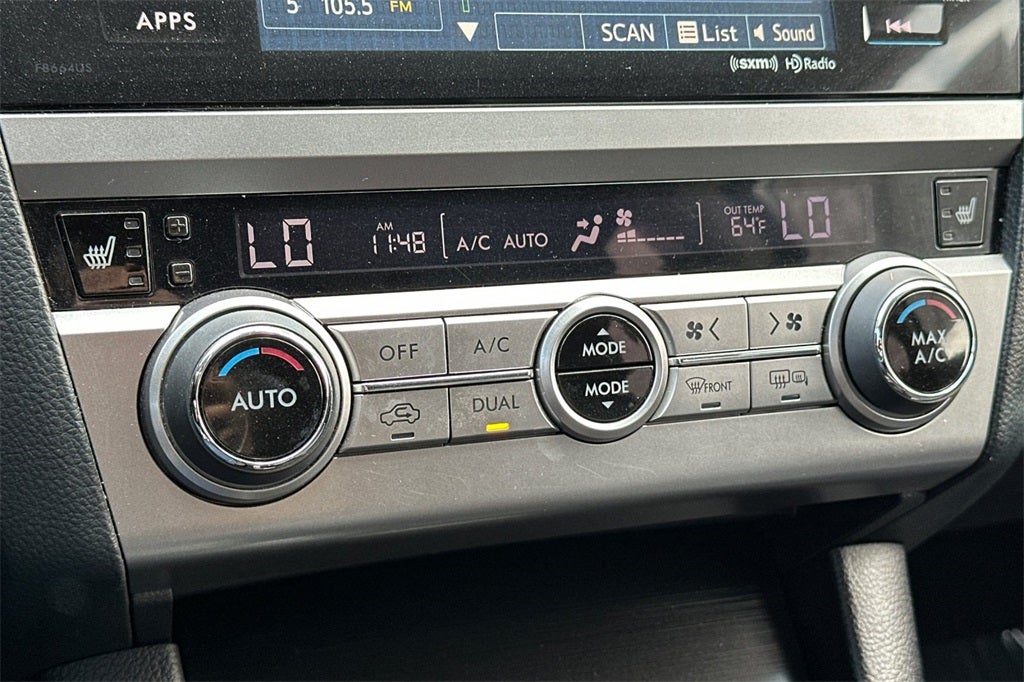 APPS
5 105.5 FM
SCAN List Sound
((sxm)) HD Radio
FB664US
LO
AM
11:48
A/C AUTO
OUT TEMP
64°F
LO
AUTO
OFF
A/C
DUAL
MODE
MODE
FRONT
MAX
A/C